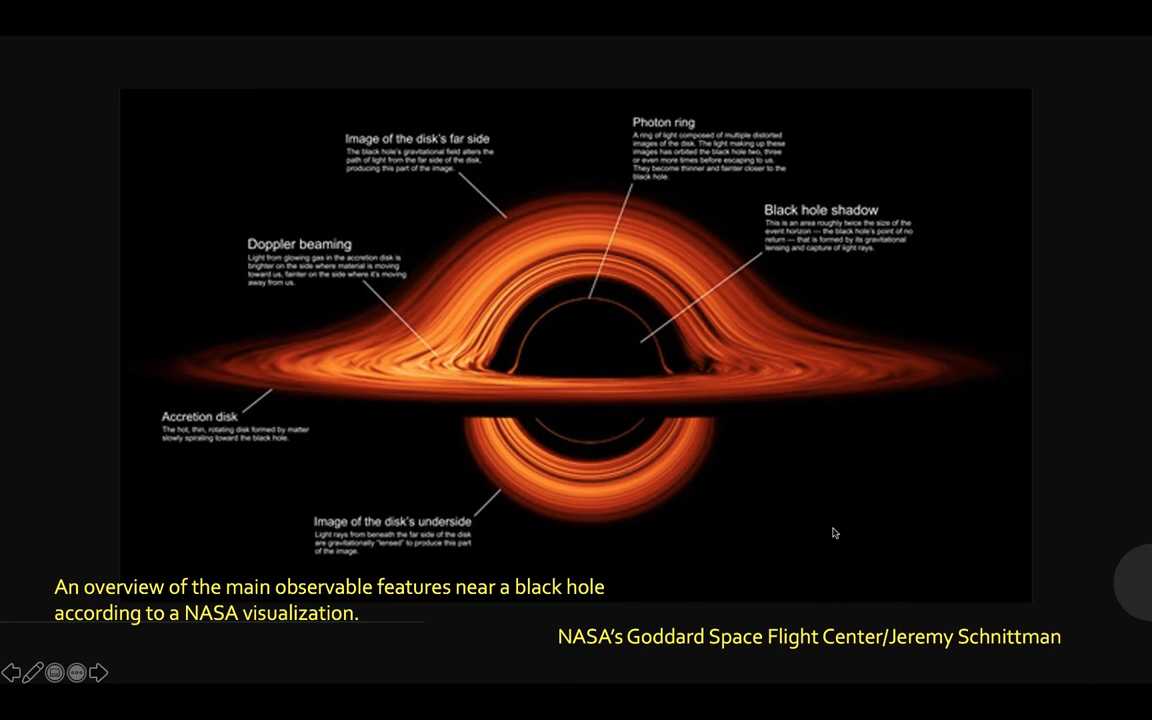 Image of the disk's far side
The black hole's gravitational field alters the
path of light from the far side of the disk,
producing this part of the image.
Photon ring
A ring of light composed of multiple distorted
images of the disk. The light making up these
images has orbited the black hole two, three
or even more times before escaping to us.
They become thinner and fainter closer to the
black hole.
Black hole shadow
This is an area roughly twice the size of the
event horizon — the black hole's point of no
return — that is formed by its gravitational
lensing and capture of light rays.
Doppler beaming
Light from glowing gas in the accretion disk is
brighter on the side where material is moving
toward us, fainter on the side where it's moving
away from us.
Accretion disk
The hot, thin, rotating disk formed by matter
slowly spiraling toward the black hole.
Image of the disk's underside
Light rays from beneath the far side of the disk
are gravitationally "lensed" to produce this part
of the image.
An overview of the main observable features near a black hole
according to a NASA visualization.
NASA's Goddard Space Flight Center/Jeremy Schnittman